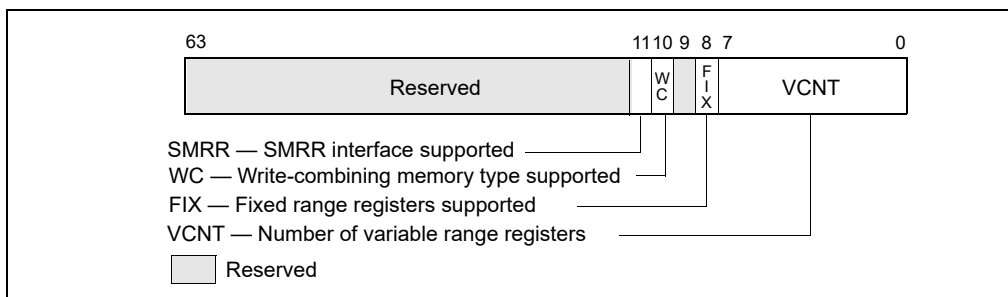 63 11 10 9 8 7 0
Reserved W C F I X VCNT
SMRR — SMRR interface supported
WC — Write-combining memory type supported
FIX — Fixed range registers supported
VCNT — Number of variable range registers
Reserved